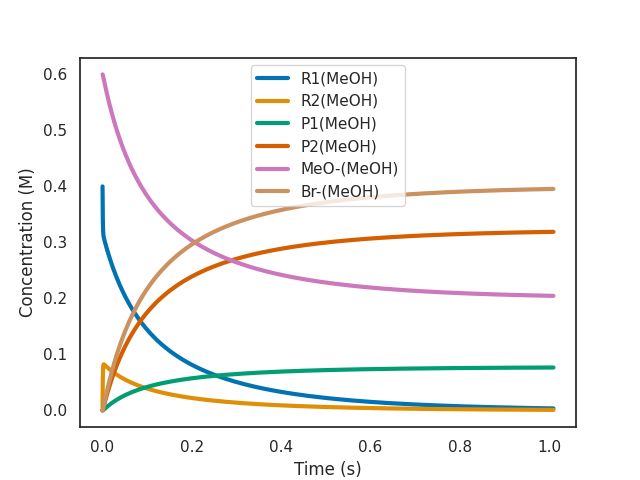 R1(MeOH)
R2(MeOH)
P1(MeOH)
P2(MeOH)
MeO-(MeOH)
Br-(MeOH)
Concentration (M)
0.6
0.5
0.4
0.3
0.2
0.1
0.0
0.0 0.2 0.4 0.6 0.8 1.0
Time (s)